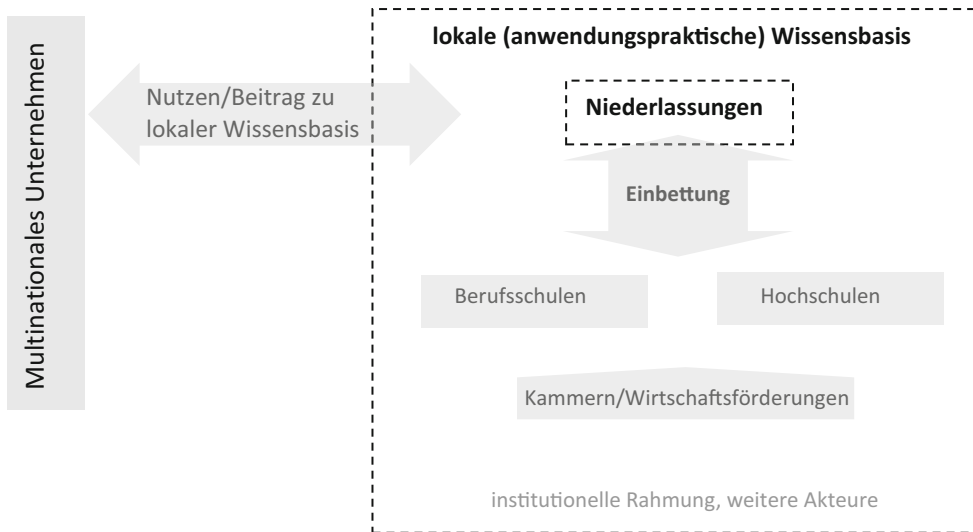 Multinationales Unternehmen
Nutzen/Beitrag zu
lokaler Wissensbasis
lokale (anwendungspraktische) Wissensbasis
Niederlassungen
Einbettung
Berufsschulen
Hochschulen
Kammern/Wirtschaftsförderungen
institutionelle Rahmung, weitere Akteure